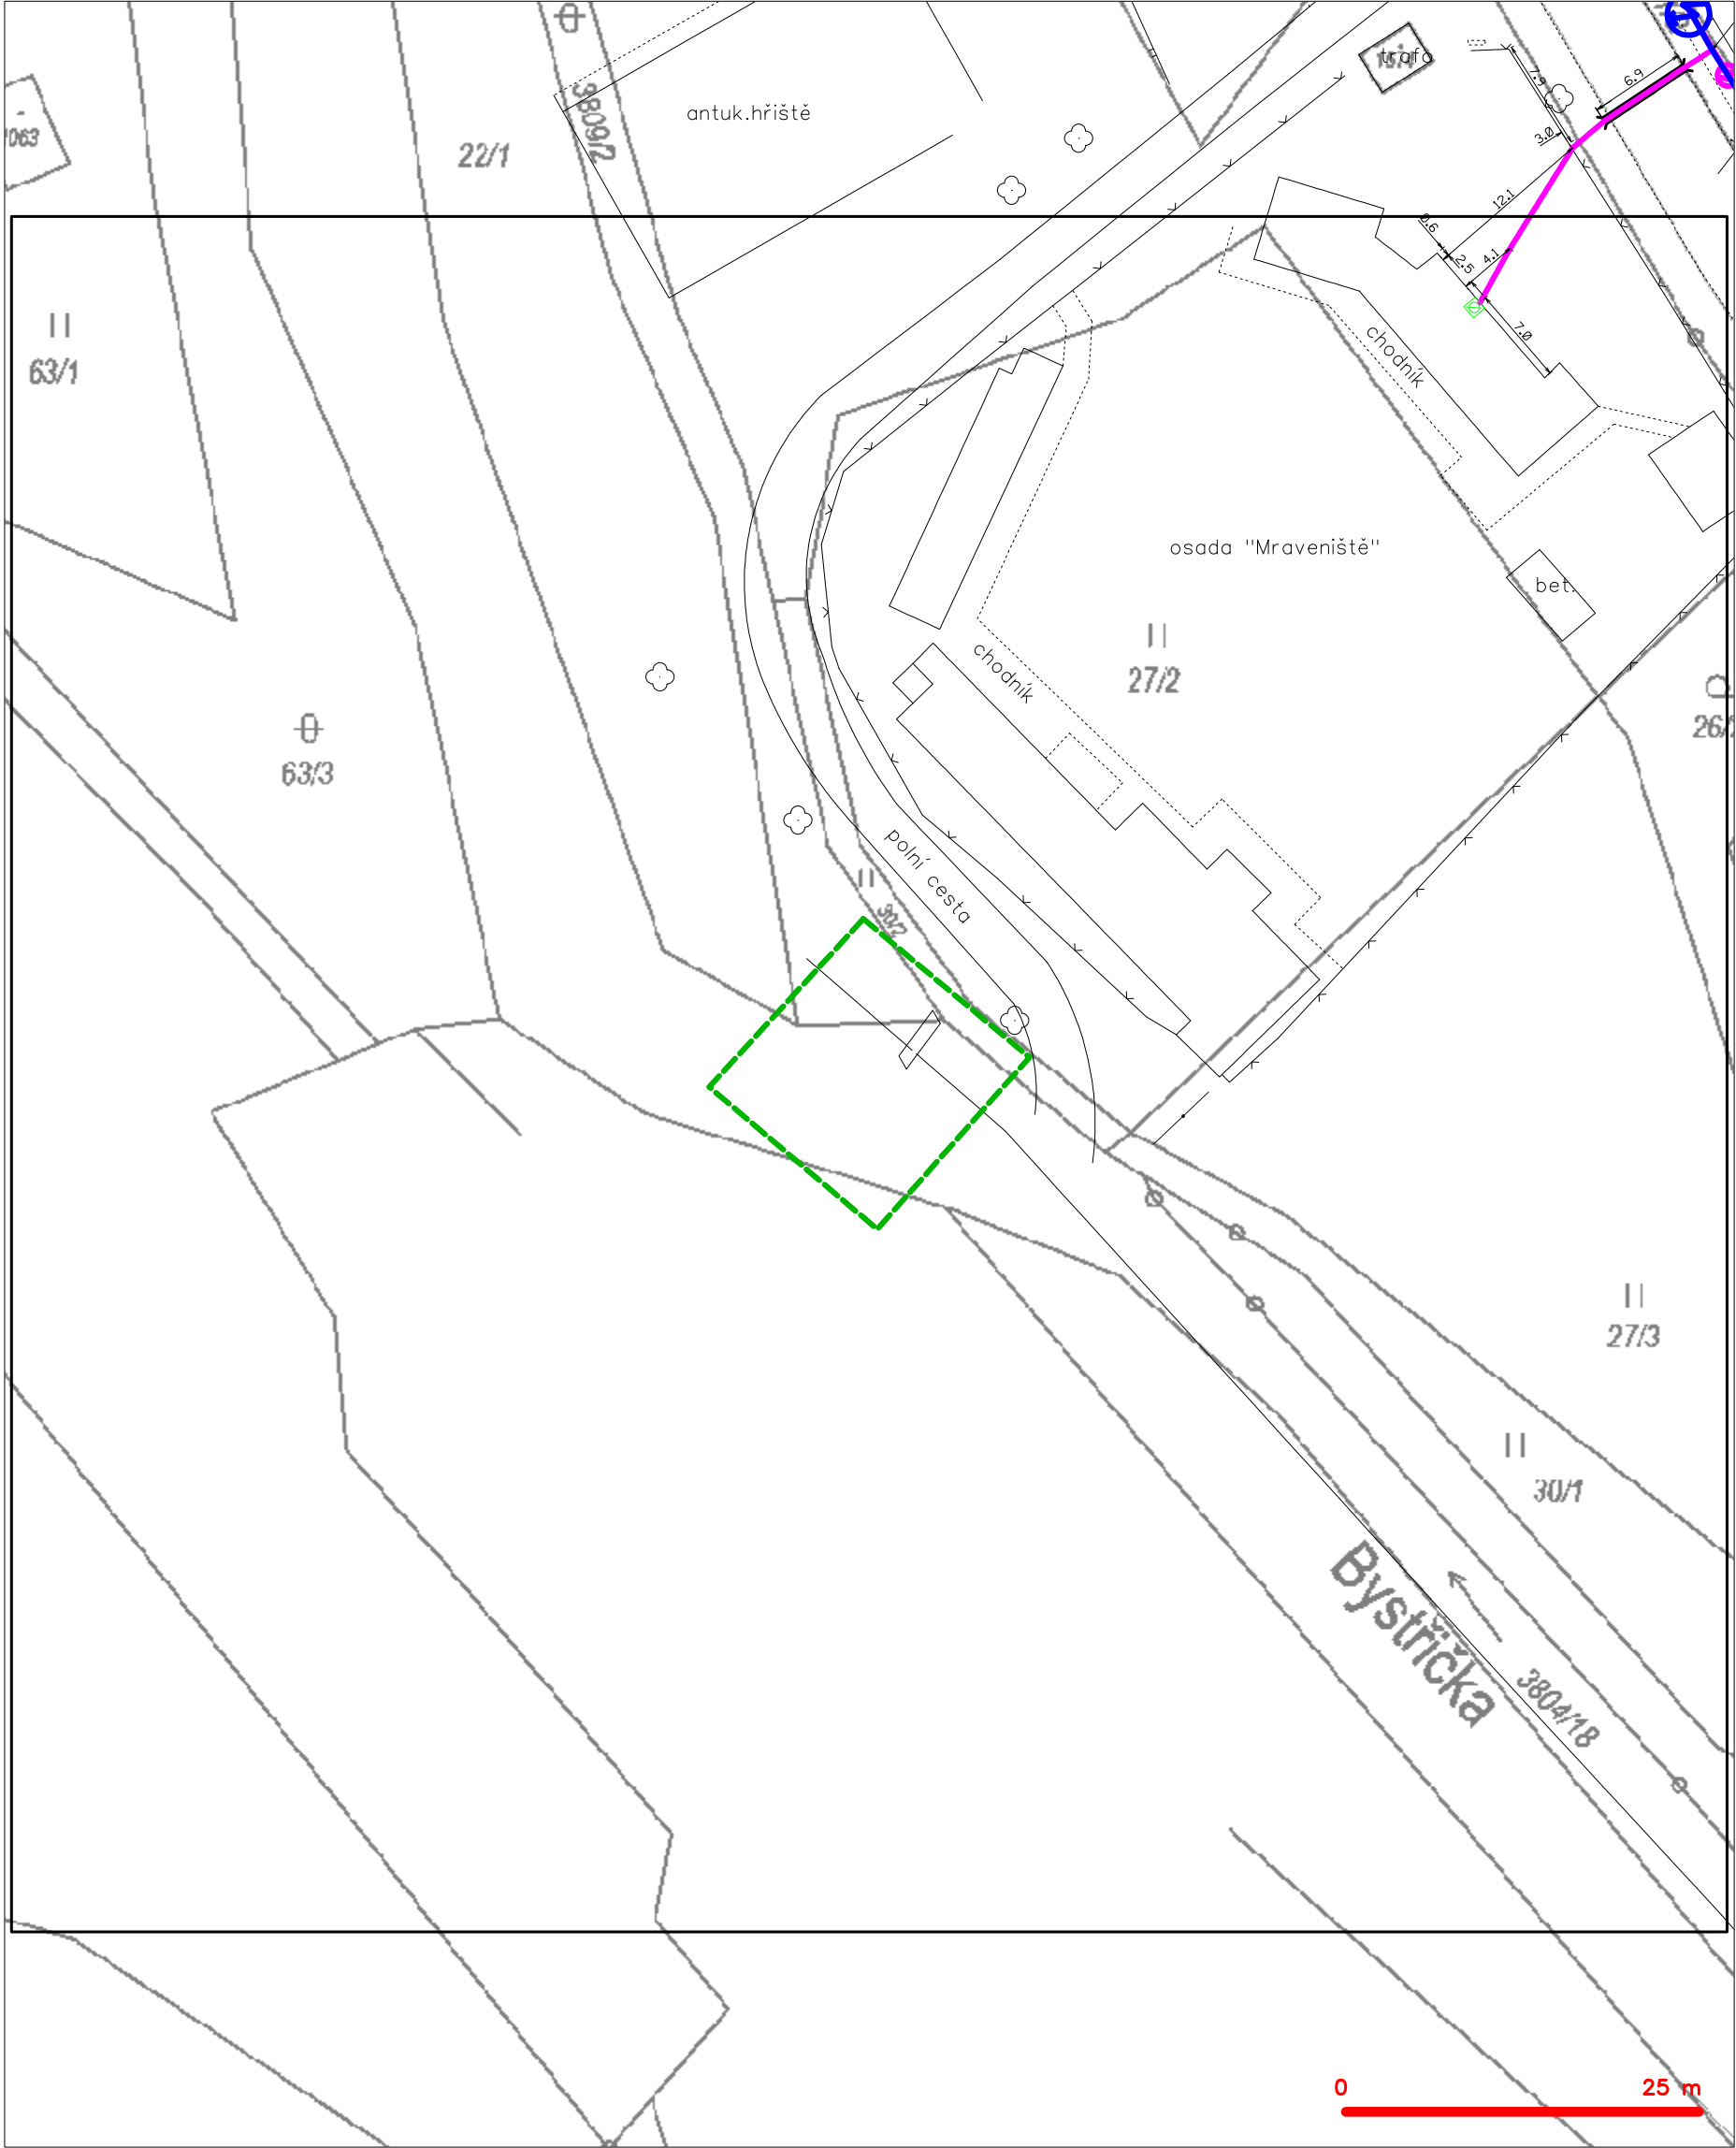 trafo
antuk.hřiště
7.9
6.9
3.0
12.1
0.6
2.5
4.1
7.0
22/1
3809/2
63/1
chodník
osada "Mraveniště"
bet.
chodník
27/2
63/3
polní cesta
30/2
27/3
30/1
Bystřička
3804/18
0 25 m